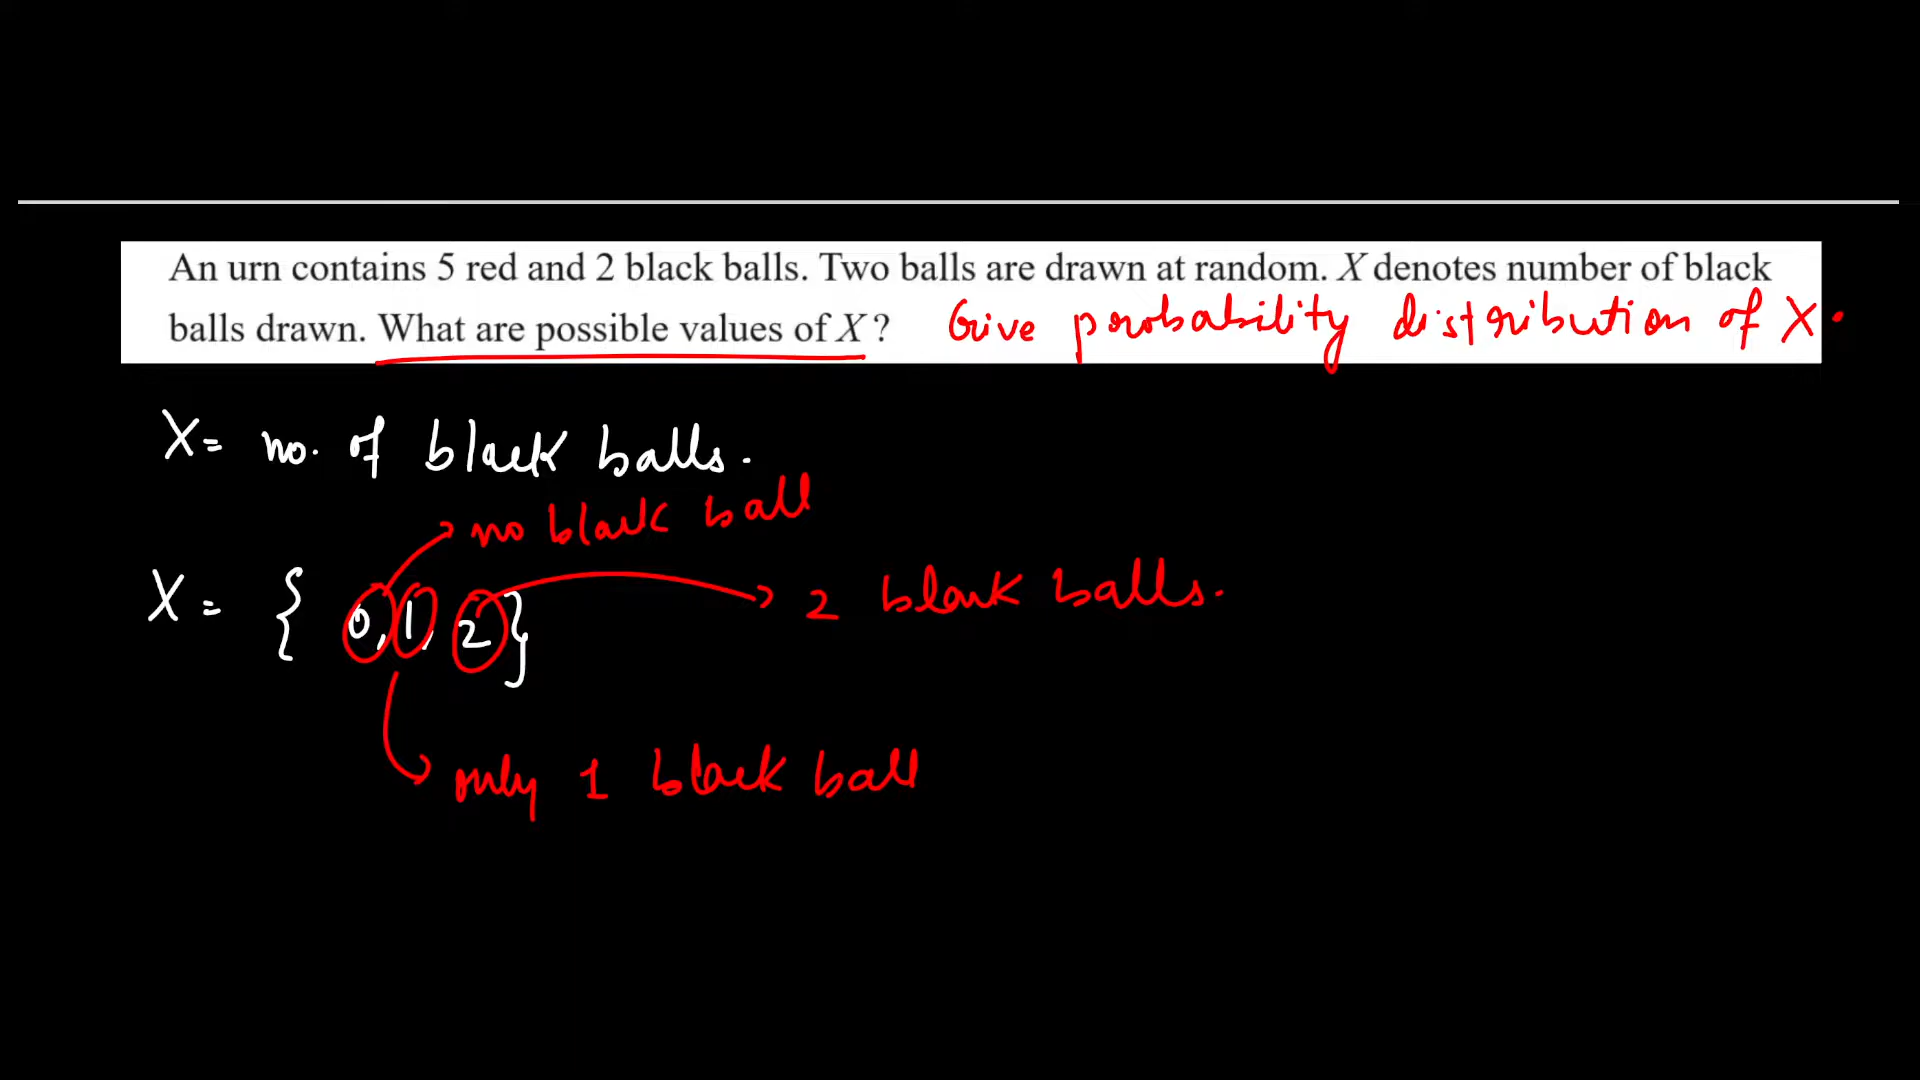 An urn contains 5 red and 2 black balls. Two balls are drawn at random. X denotes number of black
balls drawn. What are possible values of X ? Give probability distribution of X.
X = no. of black balls.
no black ball
X = { 0, 1, 2 }
2 black balls.
only 1 black ball